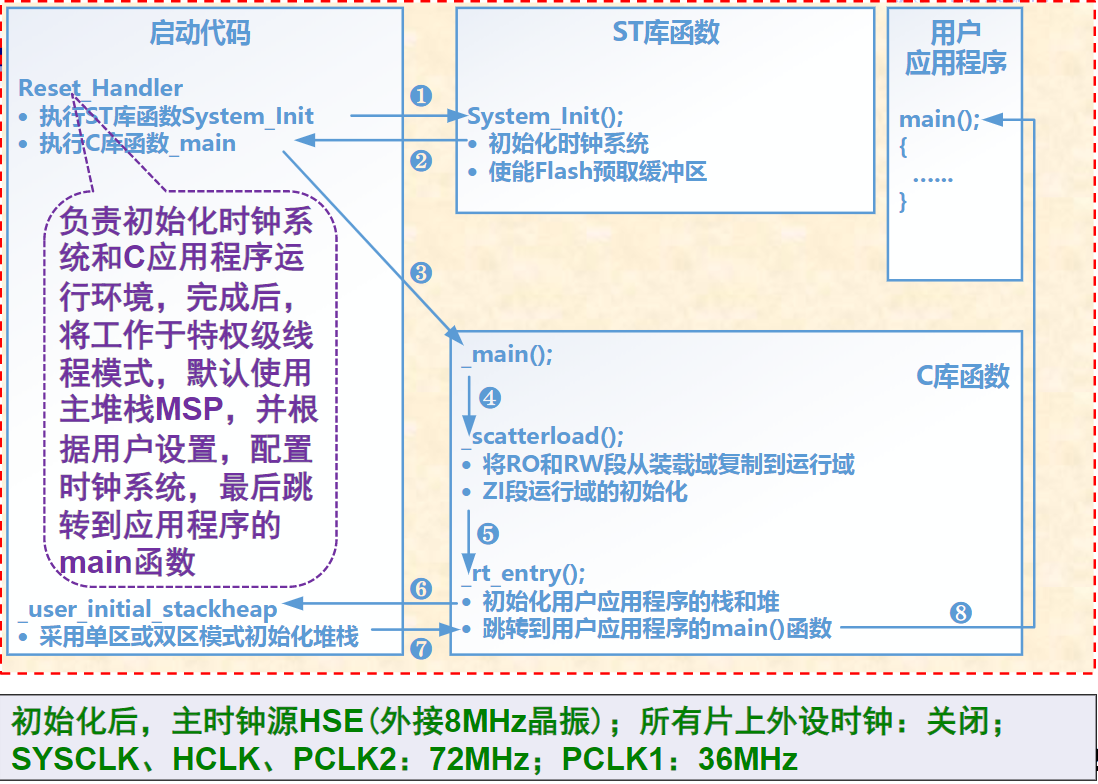 启动代码
Reset_Handler
• 执行ST库函数System_Init
• 执行C库函数_main
负责初始化时钟系
统和C应用程序运
行环境，完成后，
将工作于特权级线
程模式，默认使用
主堆栈MSP，并根
据用户设置，配置
时钟系统，最后跳
转到应用程序的
main函数
_user_initial_stackheap
• 采用单区或双区模式初始化堆栈
❶
❷
❸
❻
❼
ST库函数
System_Init();
• 初始化时钟系统
• 使能Flash预取缓冲区
用户
应用程序
main();
{
......
}
C库函数
_main();
❹
_scatterload();
• 将RO和RW段从装载域复制到运行域
• ZI段运行域的初始化
❺
_rt_entry();
• 初始化用户应用程序的栈和堆
• 跳转到用户应用程序的main()函数
❽
初始化后，主时钟源HSE(外接8MHz晶振)；所有片上外设时钟：关闭；
SYSCLK、HCLK、PCLK2：72MHz；PCLK1：36MHz